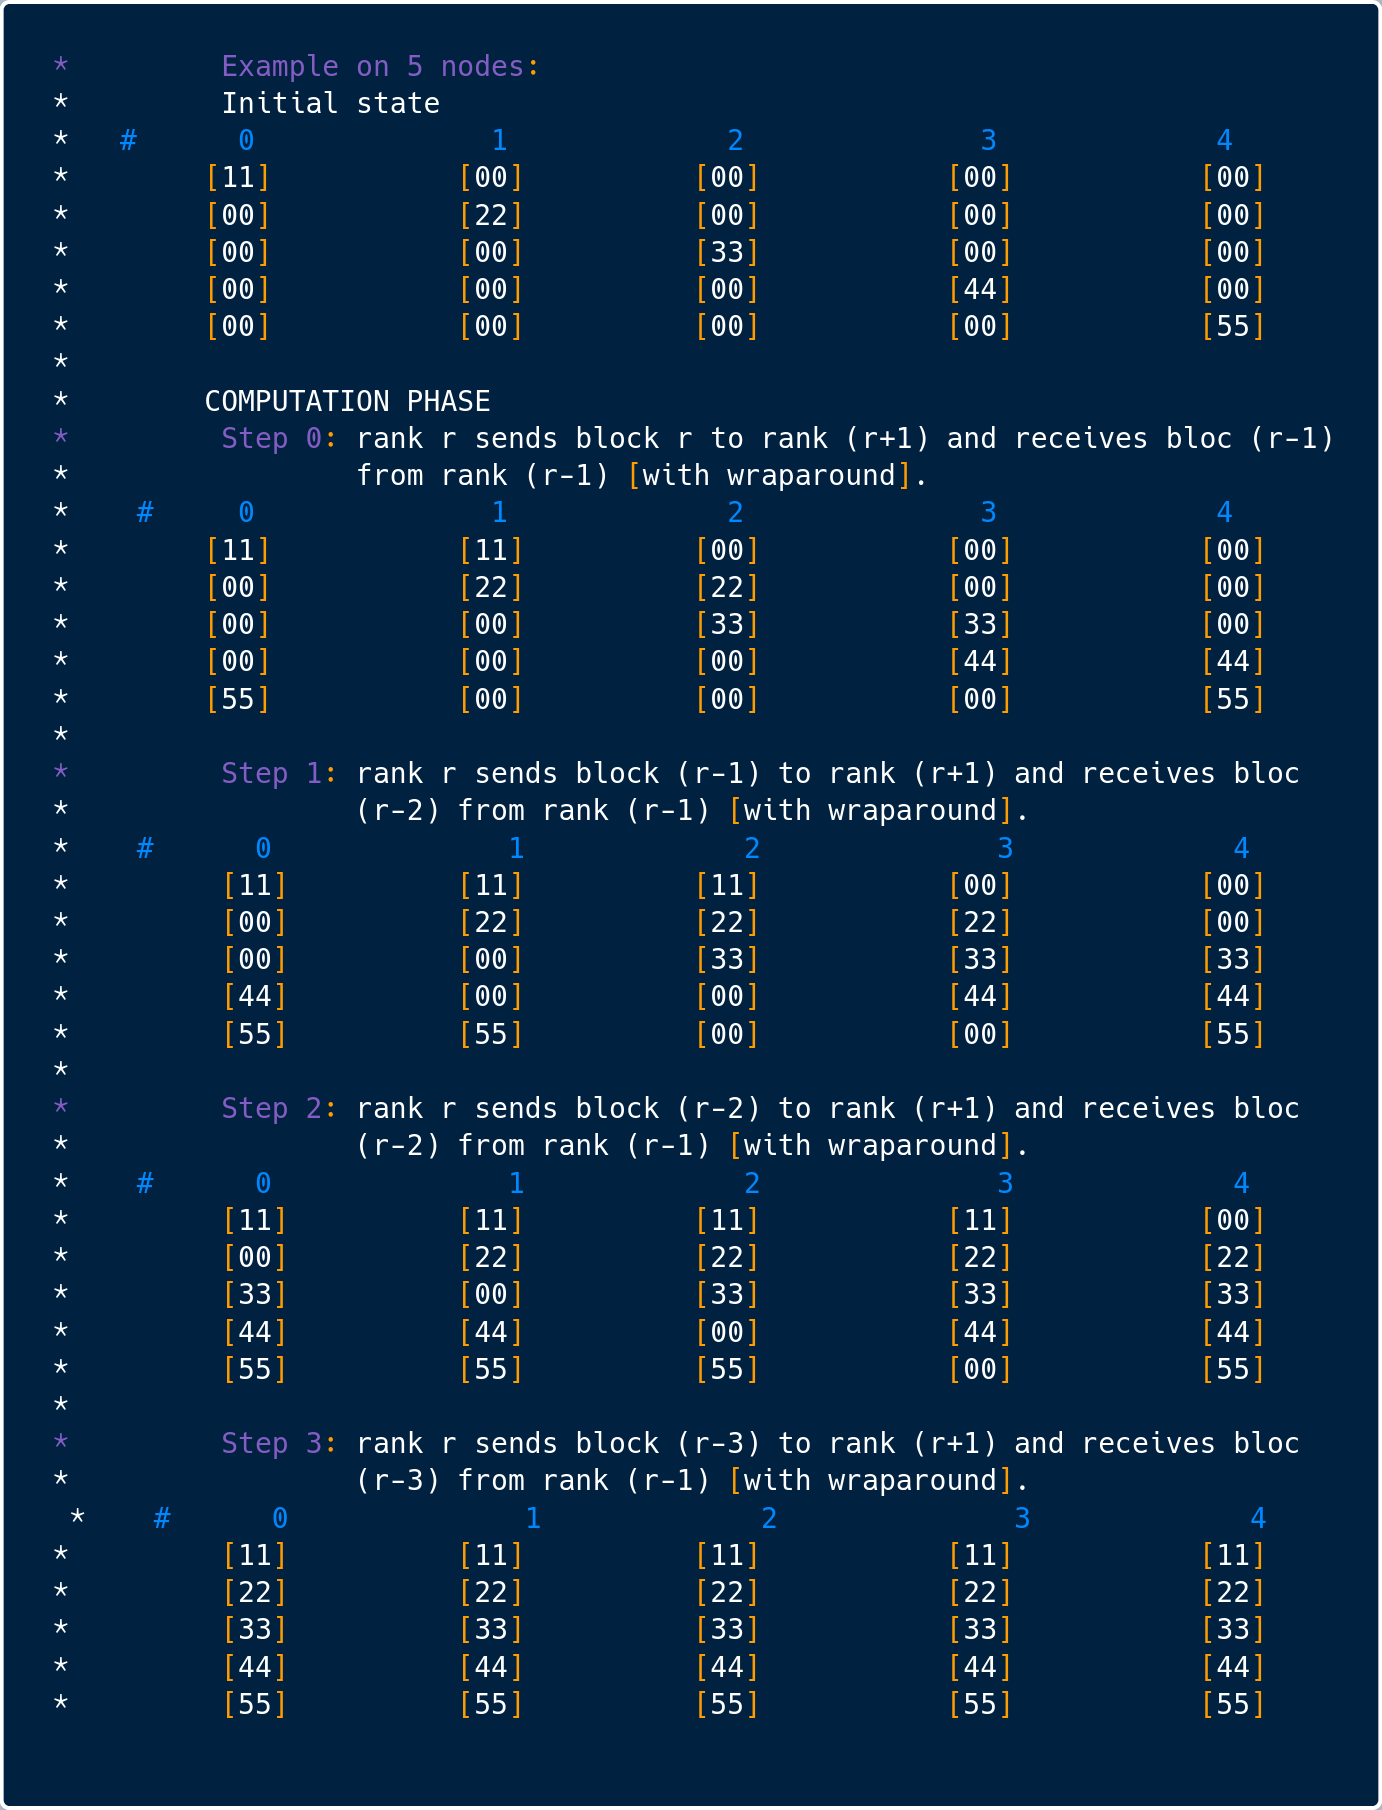 *         Example on 5 nodes:
*         Initial state
*   #      0              1             2              3             4
*        [11]           [00]          [00]           [00]           [00]
*        [00]           [22]          [00]           [00]           [00]
*        [00]           [00]          [33]           [00]           [00]
*        [00]           [00]          [00]           [44]           [00]
*        [00]           [00]          [00]           [00]           [55]
*
*        COMPUTATION PHASE
*         Step 0: rank r sends block r to rank (r+1) and receives bloc (r-1)
*                 from rank (r-1) [with wraparound].
*    #     0              1             2              3             4
*        [11]           [11]          [00]           [00]           [00]
*        [00]           [22]          [22]           [00]           [00]
*        [00]           [00]          [33]           [33]           [00]
*        [00]           [00]          [00]           [44]           [44]
*        [55]           [00]          [00]           [00]           [55]
*
*         Step 1: rank r sends block (r-1) to rank (r+1) and receives bloc
*                 (r-2) from rank (r-1) [with wraparound].
*    #      0              1             2              3             4
*         [11]          [11]          [11]           [00]           [00]
*         [00]          [22]          [22]           [22]           [00]
*         [00]          [00]          [33]           [33]           [33]
*         [44]          [00]          [00]           [44]           [44]
*         [55]          [55]          [00]           [00]           [55]
*
*         Step 2: rank r sends block (r-2) to rank (r+1) and receives bloc
*                 (r-2) from rank (r-1) [with wraparound].
*    #      0              1             2              3             4
*         [11]          [11]          [11]           [11]           [00]
*         [00]          [22]          [22]           [22]           [22]
*         [33]          [00]          [33]           [33]           [33]
*         [44]          [44]          [00]           [44]           [44]
*         [55]          [55]          [55]           [00]           [55]
*
*         Step 3: rank r sends block (r-3) to rank (r+1) and receives bloc
*                 (r-3) from rank (r-1) [with wraparound].
 *    #      0              1             2              3             4
*         [11]          [11]          [11]           [11]           [11]
*         [22]          [22]          [22]           [22]           [22]
*         [33]          [33]          [33]           [33]           [33]
*         [44]          [44]          [44]           [44]           [44]
*         [55]          [55]          [55]           [55]           [55]